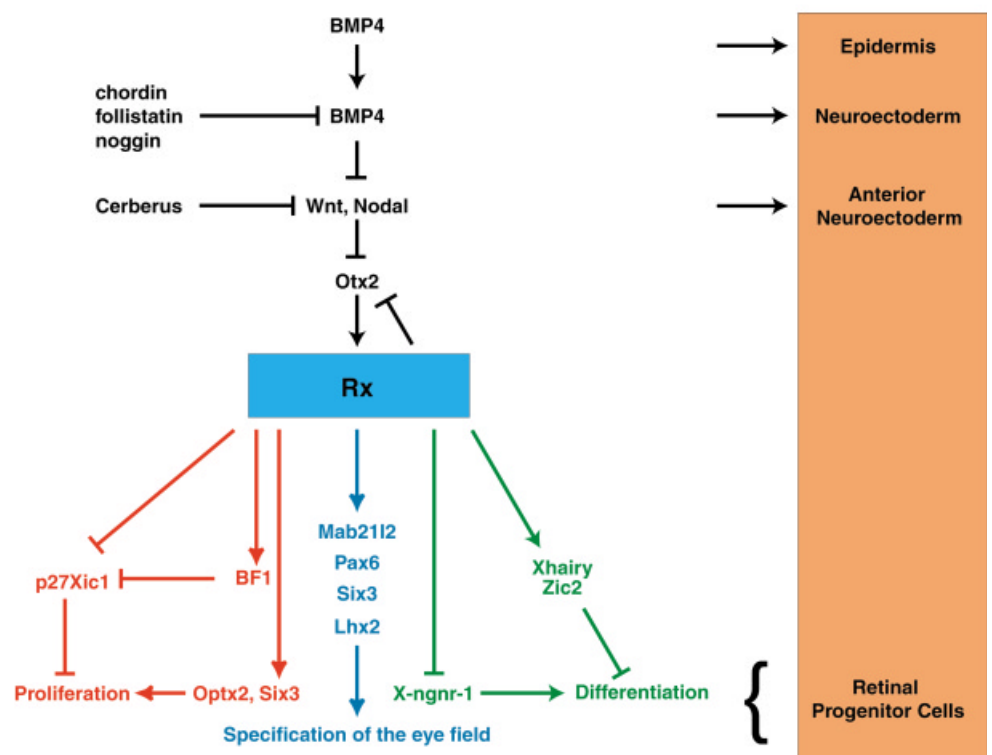 BMP4
Epidermis
chordin
follistatin
noggin
BMP4
Neuroectoderm
Cerberus
Wnt, Nodal
Anterior
Neuroectoderm
Otx2
Rx
Mab21l2
Pax6
Six3
Lhx2
p27Xic1
BF1
Xhairy
Zic2
Proliferation
Optx2, Six3
X-ngnr-1
Differentiation
{
Retinal
Progenitor Cells
Specification of the eye field